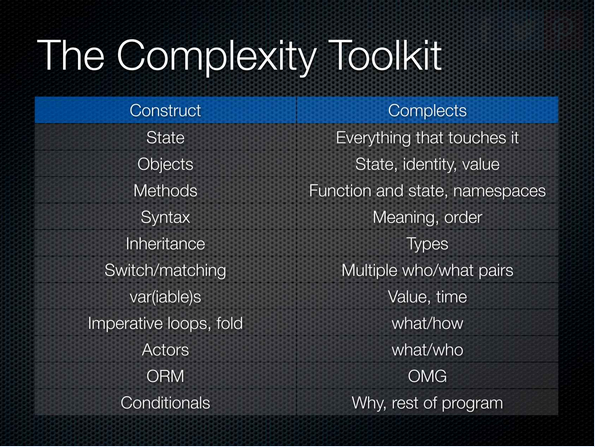 The Complexity Toolkit
Construct Complects
State Everything that touches it
Objects State, identity, value
Methods Function and state, namespaces
Syntax Meaning, order
Inheritance Types
Switch/matching Multiple who/what pairs
var(iable)s Value, time
Imperative loops, fold what/how
Actors what/who
ORM OMG
Conditionals Why, rest of program